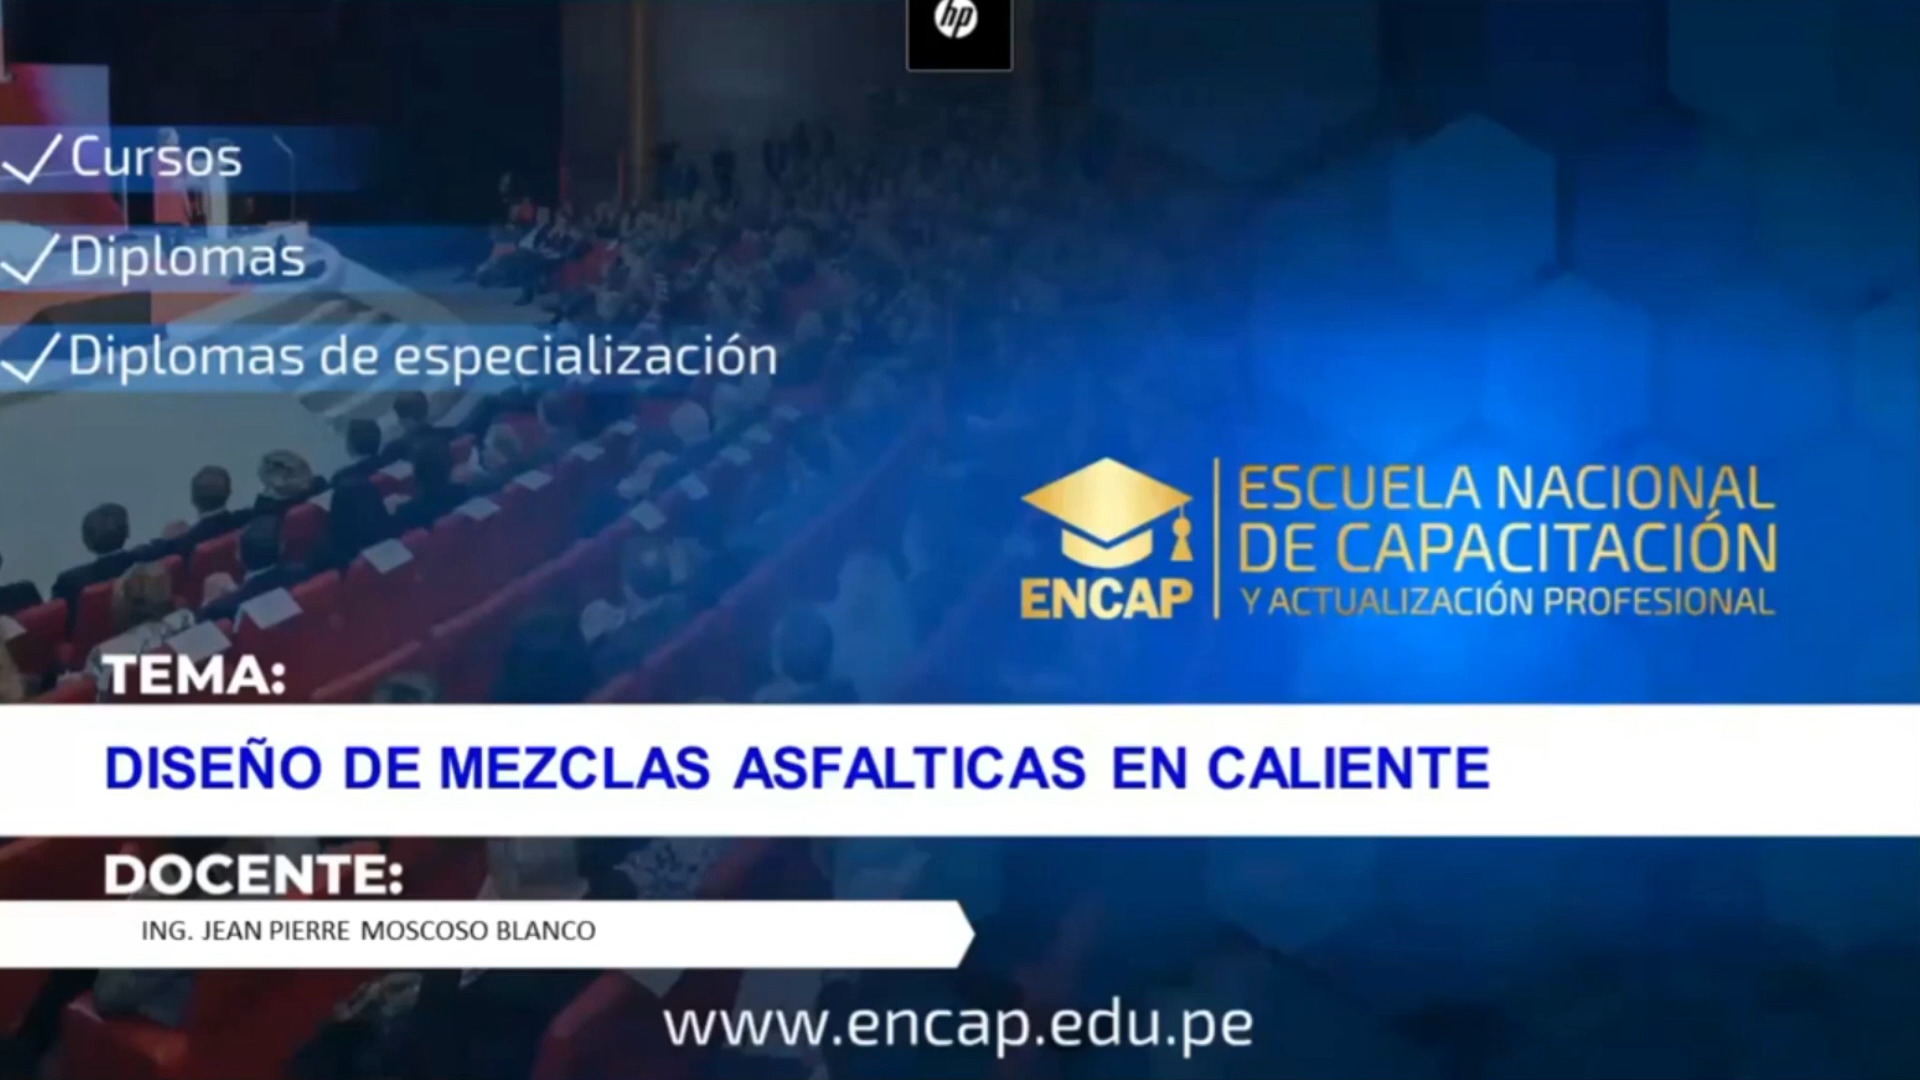 hp
Cursos
Diplomas
Diplomas de especialización
ENCAP
ESCUELA NACIONAL
DE CAPACITACIÓN
Y ACTUALIZACIÓN PROFESIONAL
TEMA:
DISEÑO DE MEZCLAS ASFALTICAS EN CALIENTE
DOCENTE:
ING. JEAN PIERRE MOSCOSO BLANCO
www.encap.edu.pe